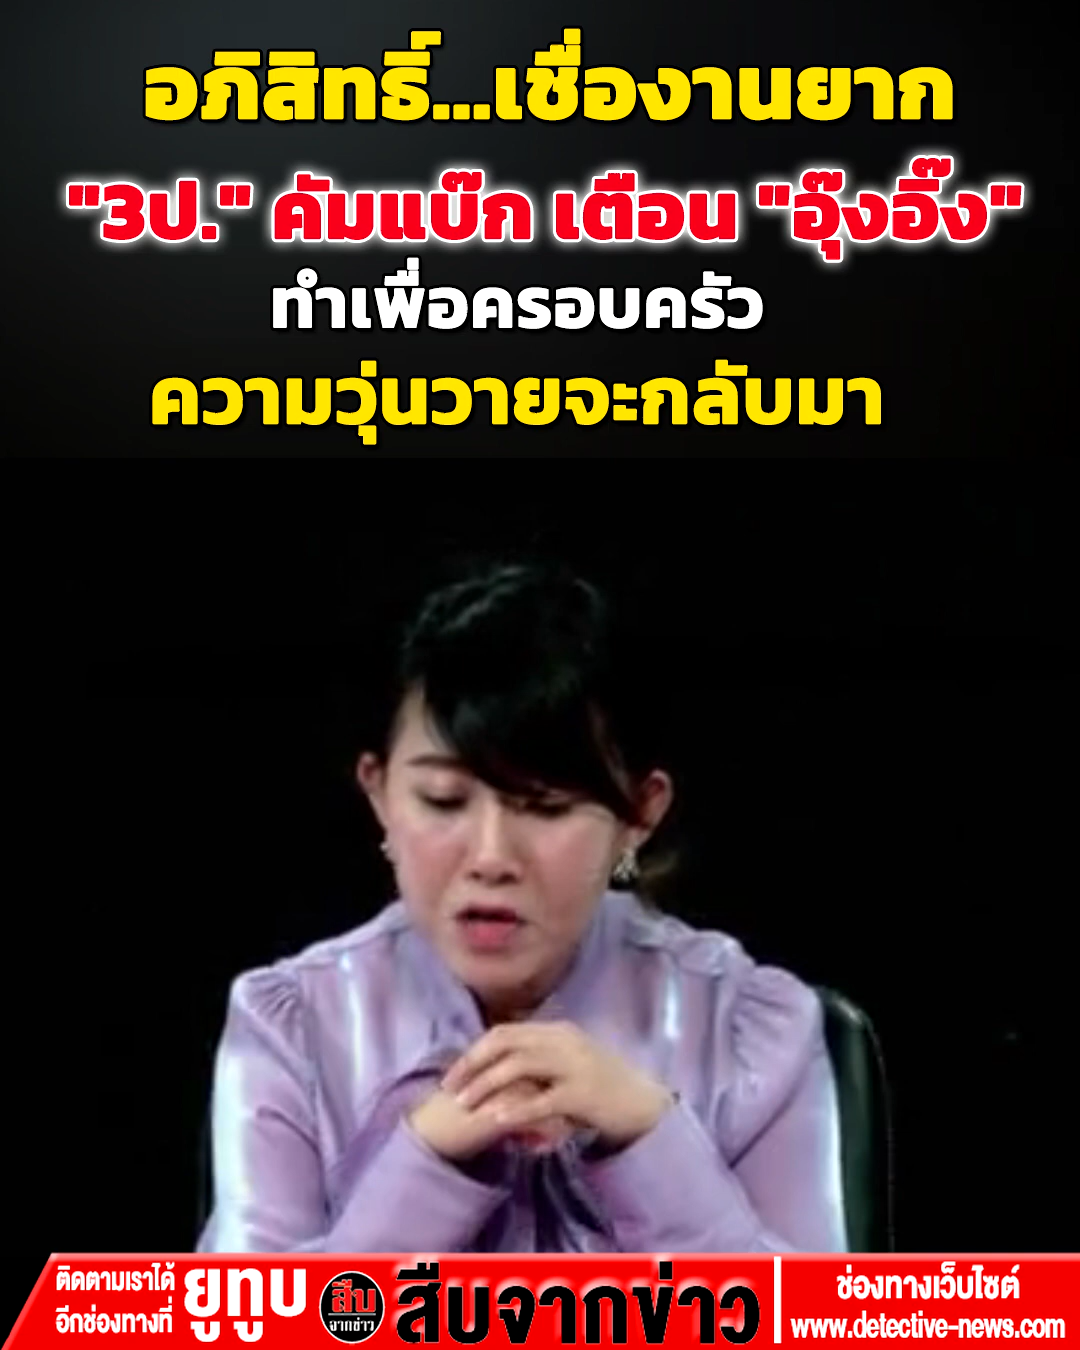 อภิสิทธิ์...เชื่องานยาก
"3ป." คัมแบ๊ก เตือน "อุ๊งอิ๊ง"
ทำเพื่อครอบครัว
ความวุ่นวายจะกลับมา
ติดตามเราได้
อีกช่องทางที่
ยูทูบ
สืบ
จากข่าว
สืบจากข่าว
ช่องทางเว็บไซต์
www.detective-news.com